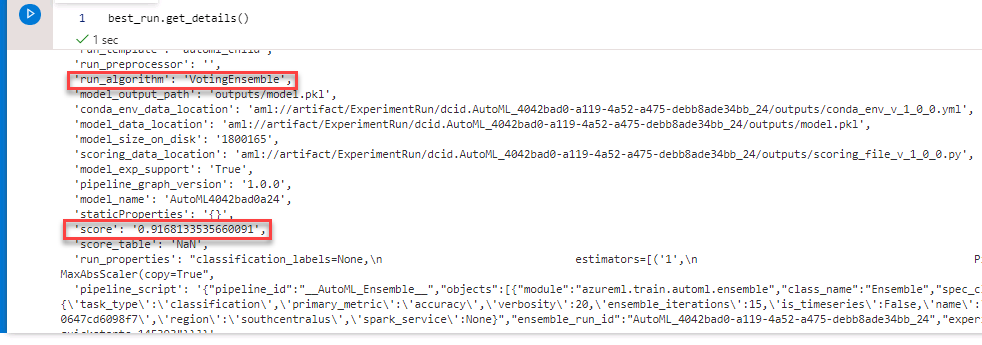 1 best_run.get_details()
1 sec
'run_template': 'automl_child',
'run_preprocessor': '',
'run_algorithm': 'VotingEnsemble',
'model_output_path': 'outputs/model.pkl',
'conda_env_data_location': 'aml://artifact/ExperimentRun/dcid.AutoML_4042bad0-a119-4a52-a475-debb8ade34bb_24/outputs/conda_env_v_1_0_0.yml',
'model_data_location': 'aml://artifact/ExperimentRun/dcid.AutoML_4042bad0-a119-4a52-a475-debb8ade34bb_24/outputs/model.pkl',
'model_size_on_disk': '1800165',
'scoring_data_location': 'aml://artifact/ExperimentRun/dcid.AutoML_4042bad0-a119-4a52-a475-debb8ade34bb_24/outputs/scoring_file_v_1_0_0.py',
'model_exp_support': 'True',
'pipeline_graph_version': '1.0.0',
'model_name': 'AutoML4042bad0a24',
'staticProperties': '{}',
'score': '0.9168133535660091',
'score_table': 'NaN',
'run_properties': "classification_labels=None,\n estimators=[('1',\n P
MaxAbsScaler(copy=True",
'pipeline_script': '{"pipeline_id":"__AutoML_Ensemble__","objects":[{"module":"azureml.train.automl.ensemble","class_name":"Ensemble","spec_c
{\'task_type\':\'classification\',\'primary_metric\':\'accuracy\',\'verbosity\':20,\'ensemble_iterations\':15,\'is_timeseries\':False,\'name\':
0647cd6098f7\',\'region\':\'southcentralus\',\'spark_service\':None}","ensemble_run_id":"AutoML_4042bad0-a119-4a52-a475-debb8ade34bb_24","exper